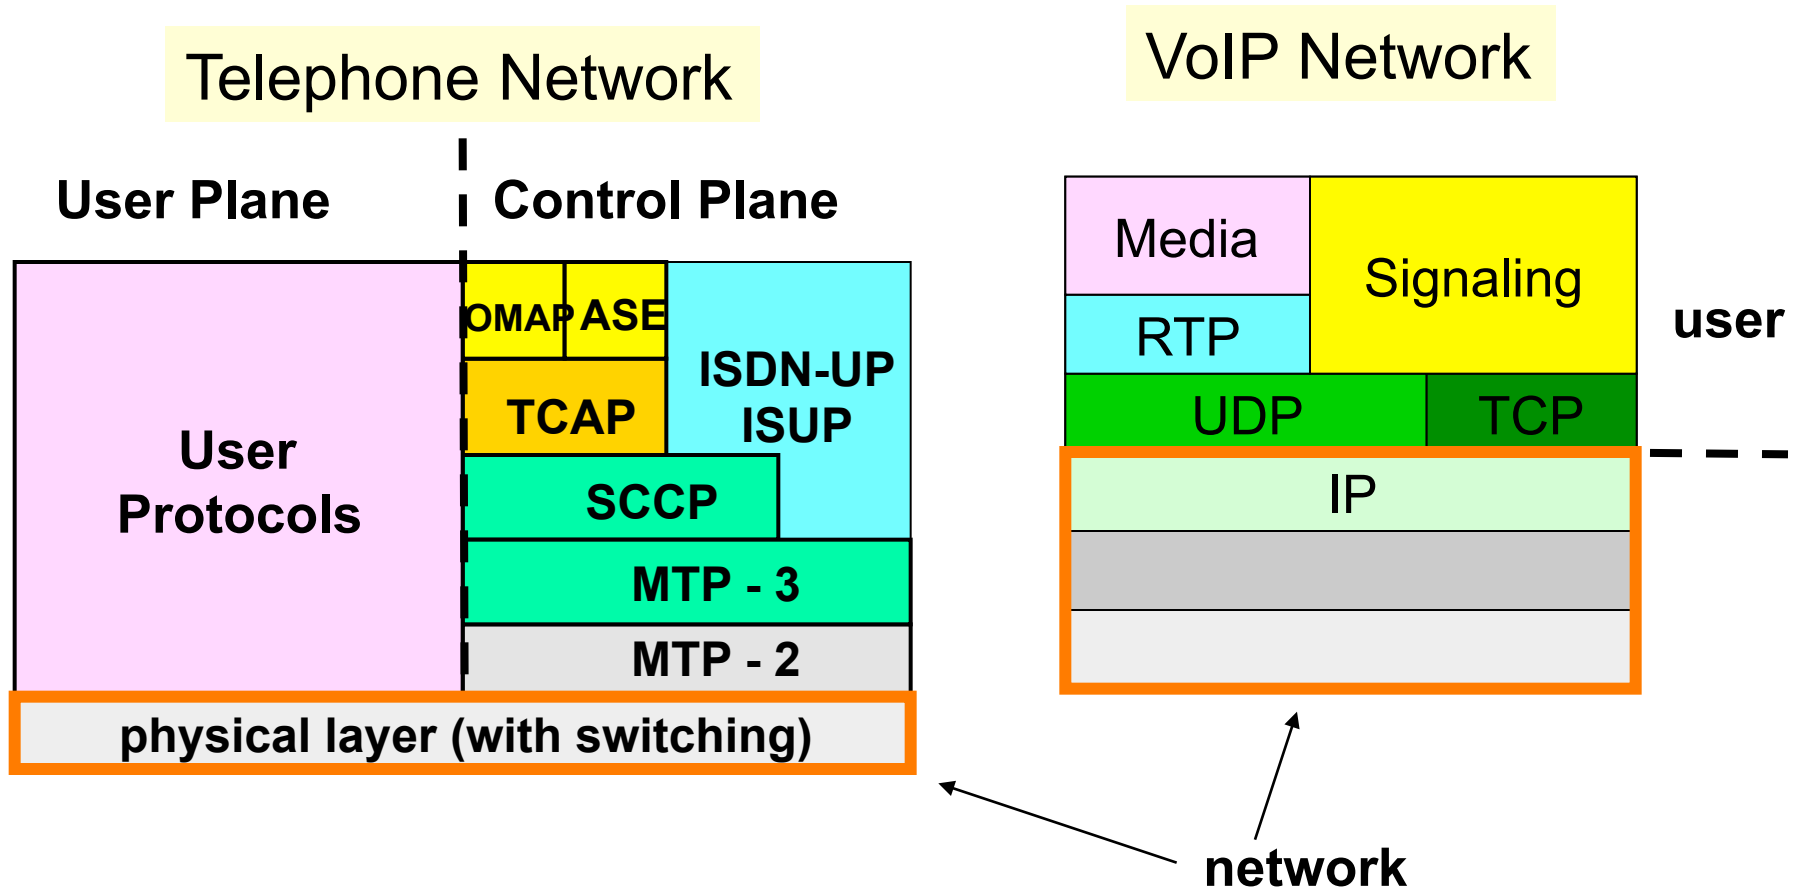 Telephone Network
VoIP Network
User Plane
Control Plane
OMAP
ASE
ISDN-UP
ISUP
TCAP
User
Protocols
SCCP
MTP - 3
MTP - 2
physical layer (with switching)
Media
Signaling
RTP
user
UDP
TCP
IP
network